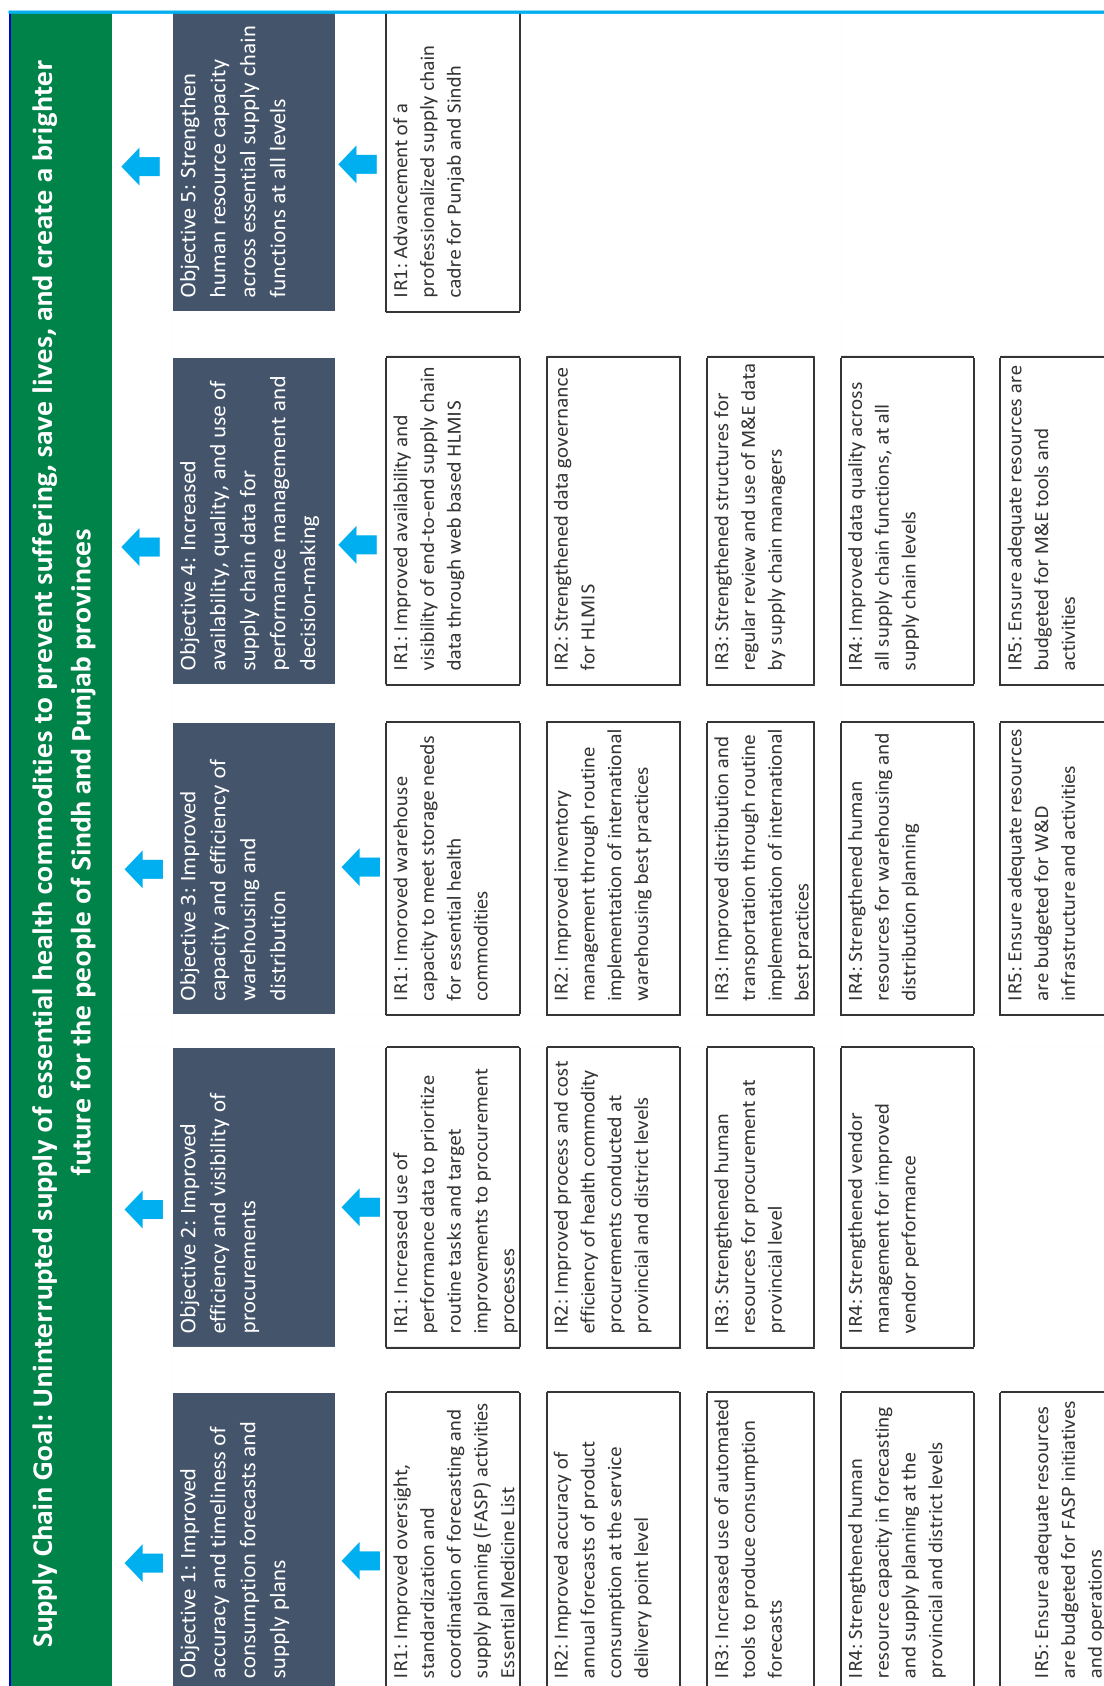 Supply Chain Goal: Uninterrupted supply of essential health commodities to prevent suffering, save lives, and create a brighter
future for the people of Sindh and Punjab provinces
Objective 1: Improved
accuracy and timeliness of
consumption forecasts and
supply plans
IR1: Improved oversight,
standardization and
coordination of forecasting and
supply planning (FASP) activities
Essential Medicine List
IR2: Improved accuracy of
annual forecasts of product
consumption at the service
delivery point level
IR3: Increased use of automated
tools to produce consumption
forecasts
IR4: Strengthened human
resource capacity in forecasting
and supply planning at the
provincial and district levels
IR5: Ensure adequate resources
are budgeted for FASP initiatives
and operations
Objective 2: Improved
efficiency and visibility of
procurements
IR1: Increased use of
performance data to prioritize
routine tasks and target
improvements to procurement
processes
IR2: Improved process and cost
efficiency of health commodity
procurements conducted at
provincial and district levels
IR3: Strengthened human
resources for procurement at
provincial level
IR4: Strengthened vendor
management for improved
vendor performance
Objective 3: Improved
capacity and efficiency of
warehousing and
distribution
IR1: Imoroved warehouse
capacity to meet storage needs
for essential health
commodities
IR2: Improved inventory
management through routine
implementation of international
warehousing best practices
IR3: Improved distribution and
transportation through routine
implementation of international
best practices
IR4: Strengthened human
resources for warehousing and
distribution planning
IR5: Ensure adequate resources
are budgeted for W&D
infrastructure and activities
Objective 4: Increased
availability, quality, and use of
supply chain data for
performance management and
decision-making
IR1: Improved availability and
visibility of end-to-end supply chain
data through web based HLMIS
IR2: Strengthened data governance
for HLMIS
IR3: Strengthened structures for
regular review and use of M&E data
by supply chain managers
IR4: Improved data quality across
all supply chain functions, at all
supply chain levels
IR5: Ensure adequate resources are
budgeted for M&E tools and
activities
Objective 5: Strengthen
human resource capacity
across essential supply chain
functions at all levels
IR1: Advancement of a
professionalized supply chain
cadre for Punjab and Sindh